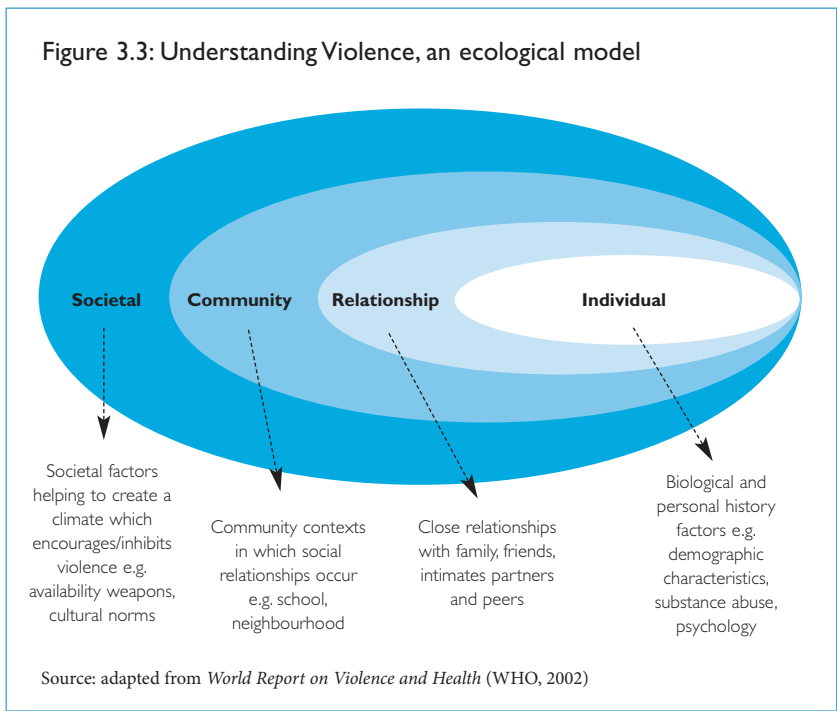 Figure 3.3: Understanding Violence, an ecological model
Societal
Community
Relationship
Individual
Societal factors
helping to create a
climate which
encourages/inhibits
violence e.g.
availability weapons,
cultural norms
Community contexts
in which social
relationships occur
e.g. school,
neighbourhood
Close relationships
with family, friends,
intimates partners
and peers
Biological and
personal history
factors e.g.
demographic
characteristics,
substance abuse,
psychology
Source: adapted from World Report on Violence and Health (WHO, 2002)